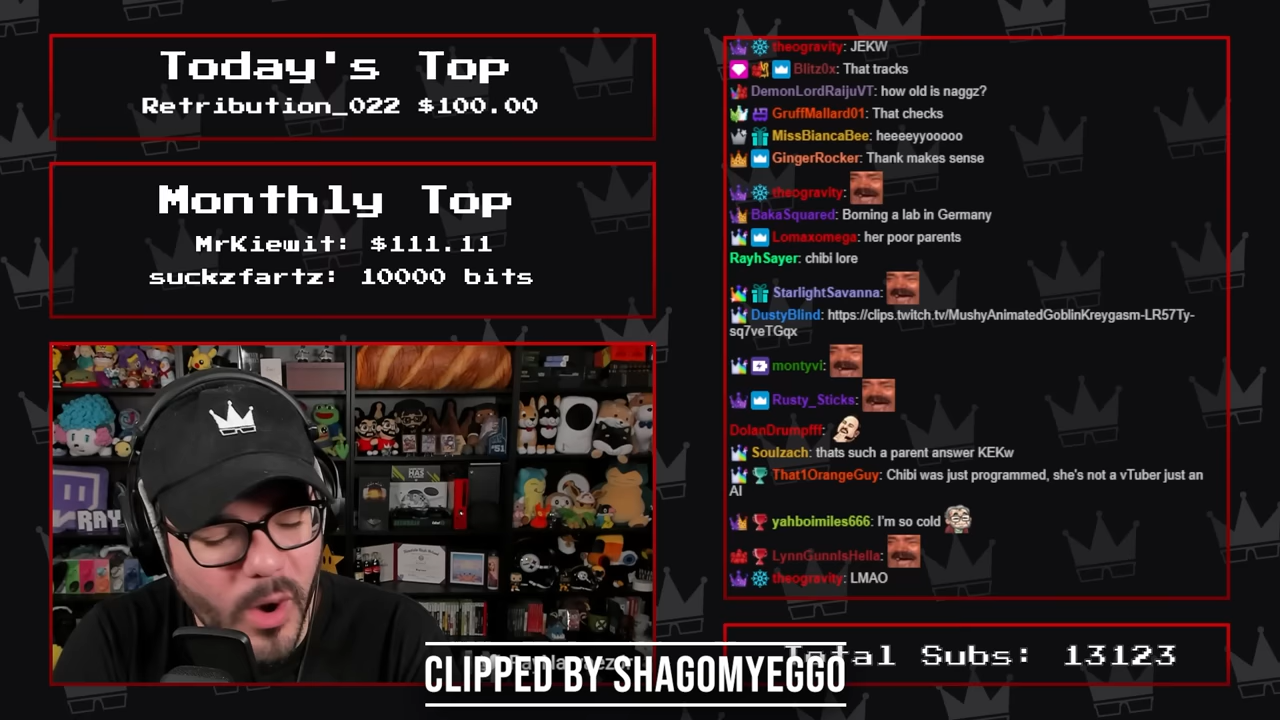 Today's Top
Retribution_022 $100.00
Monthly Top
MrKiewit: $111.11
suckzfartz: 10000 bits
RAY
theogravity: JEKW
Blitz0x: That tracks
DemonLordRaijuVT: how old is naggz?
GruffMallard01: That checks
MissBiancaBee: heeeeyyoooo
GingerRocker: Thank makes sense
theogravity:
BakaSquared: Borning a lab in Germany
Lomaxomega: her poor parents
RayhSayer: chibi lore
StarlightSavanna:
DustyBlind: https://clips.twitch.tv/MushyAnimatedGoblinKreygasm-LR57Ty-
sq7veTGqx
montyvi:
Rusty_Sticks:
DolanDrumpfff:
Soulzach: thats such a parent answer KEKw
That1OrangeGuy: Chibi was just programmed, she's not a vTuber just an
AI
yahboimiles666: I'm so cold
LynnGunnIsHella:
theogravity: LMAO
Total Subs: 13123
CLIPPED BY SHAGOMYEGGO